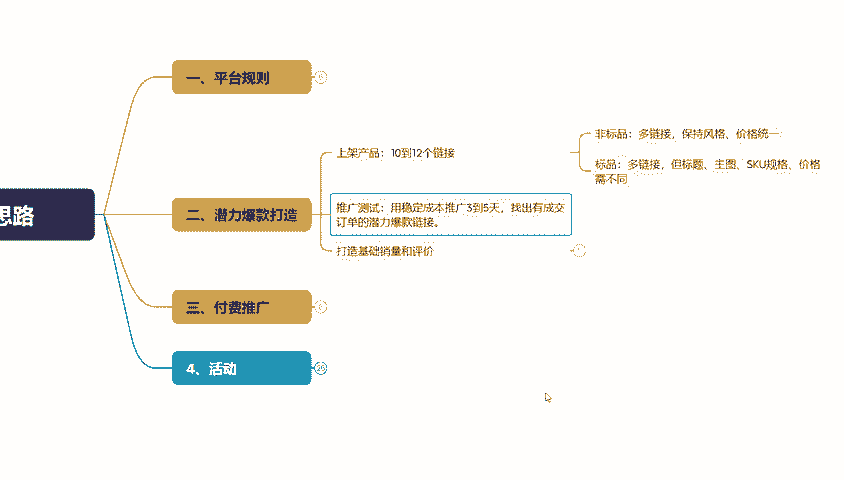 思路
一、平台规则
二、潜力爆款打造
上架产品：10到12个链接
非标品：多链接，保持风格、价格统一
标品：多链接，但标题、主图、SKU规格、价格
需不同
推广测试：用稳定成本推广3到5天，找出有成交
订单的潜力爆款链接。
打造基础销量和评价
三、付费推广
4、活动